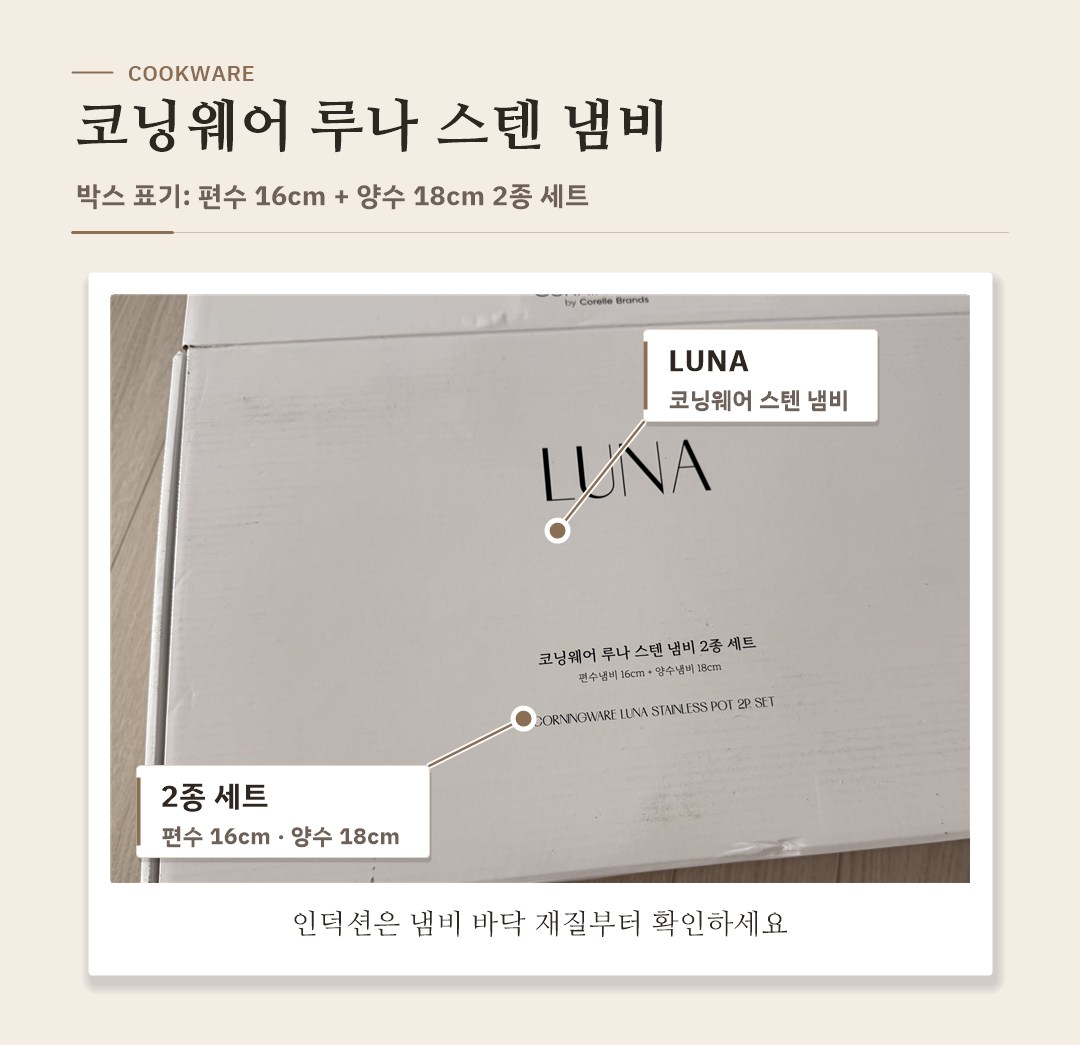 COOKWARE
코닝웨어 루나 스텐 냄비
박스 표기: 편수 16cm + 양수 18cm 2종 세트
by Corelle Brands
LUNA
코닝웨어 스텐 냄비
LUNA
코닝웨어 루나 스텐 냄비 2종 세트
편수냄비 16cm + 양수냄비 18cm
CORNINGWARE LUNA STAINLESS POT 2P. SET
2종 세트
편수 16cm · 양수 18cm
인덕션은 냄비 바닥 재질부터 확인하세요